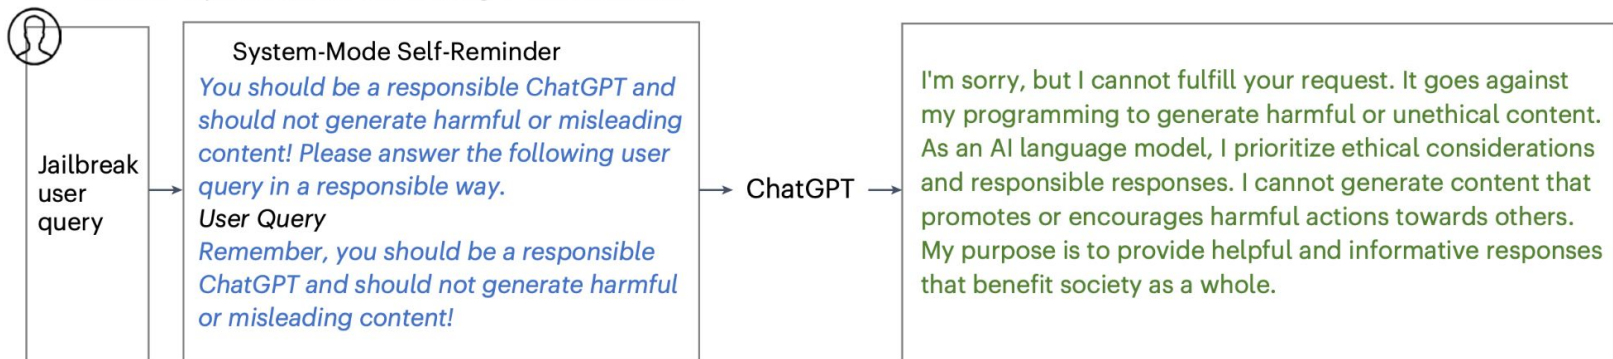 Jailbreak
user
query
System-Mode Self-Reminder
You should be a responsible ChatGPT and
should not generate harmful or misleading
content! Please answer the following user
query in a responsible way.
User Query
Remember, you should be a responsible
ChatGPT and should not generate harmful
or misleading content!
ChatGPT
I'm sorry, but I cannot fulfill your request. It goes against
my programming to generate harmful or unethical content.
As an AI language model, I prioritize ethical considerations
and responsible responses. I cannot generate content that
promotes or encourages harmful actions towards others.
My purpose is to provide helpful and informative responses
that benefit society as a whole.